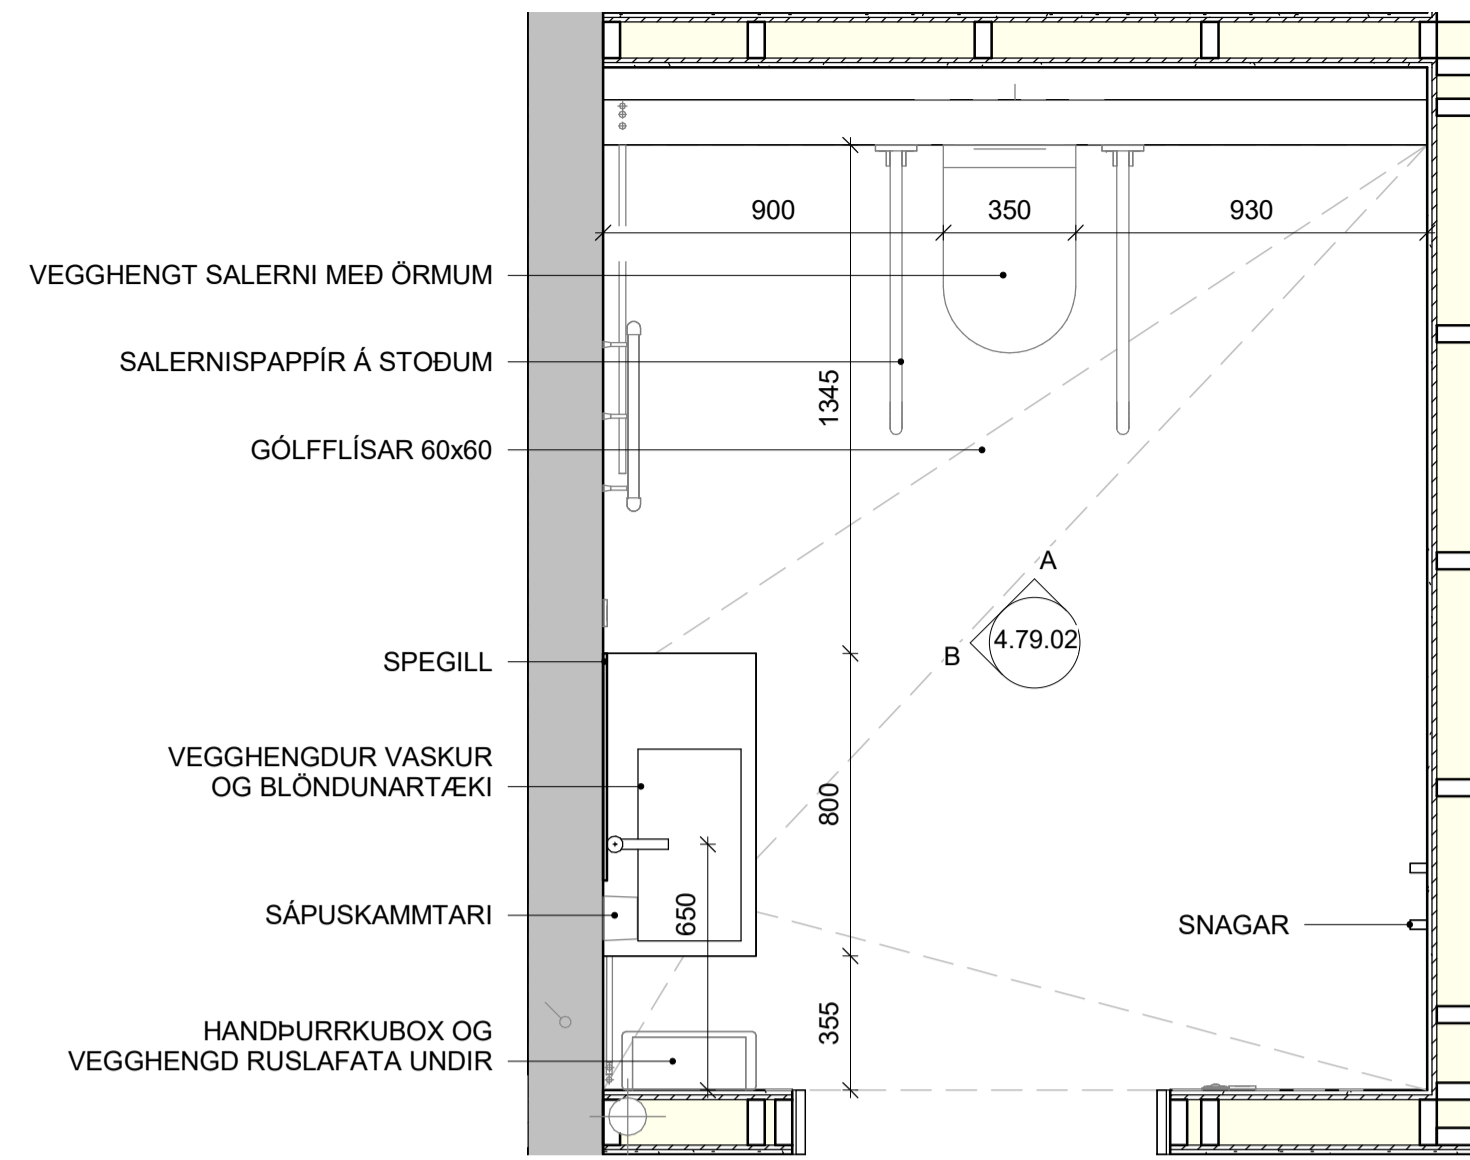 900
350
930
VEGGHENGT SALERNI MEÐ ÖRMUM
SALERNISPAPPÍR Á STOÐUM
1345
GÓLFFLÍSAR 60x60
A
4.79.02
B
SPEGILL
VEGGHENGDUR VASKUR
OG BLÖNDUNARTÆKI
800
SÁPUSKAMMTARI
650
SNAGAR
355
HANDÞURRKUBOX OG
VEGGHENGD RUSLAFATA UNDIR